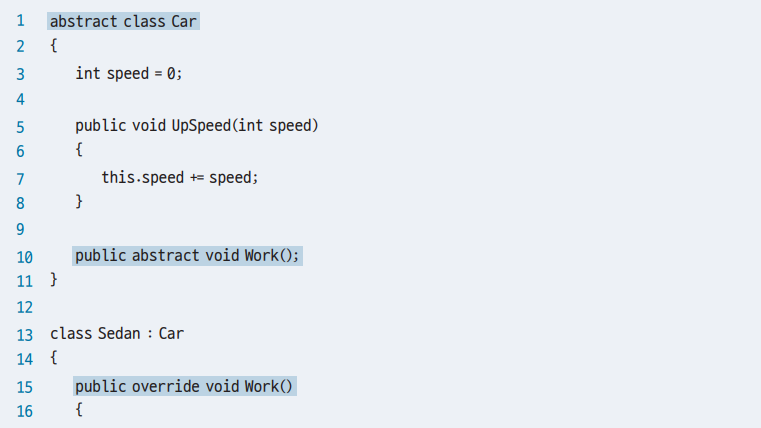 1 abstract class Car
2 {
3 int speed = 0;
4
5 public void UpSpeed(int speed)
6 {
7 this.speed += speed;
8 }
9
10 public abstract void Work();
11 }
12
13 class Sedan : Car
14 {
15 public override void Work()
16 {